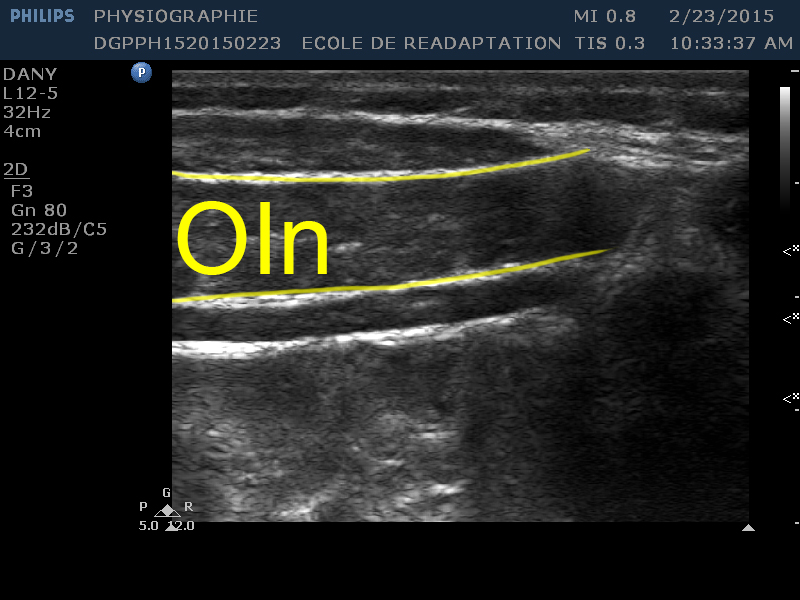 PHILIPS PHYSIOGRAPHIE MI 0.8 2/23/2015
DGPPH1520150223 ECOLE DE READAPTATION TIS 0.3 10:33:37 AM
DANY
L12-5
32Hz
4cm
2D
F3
Gn 80
232dB/C5
G/3/2
P
Oln
G
P R
5.0 12.0